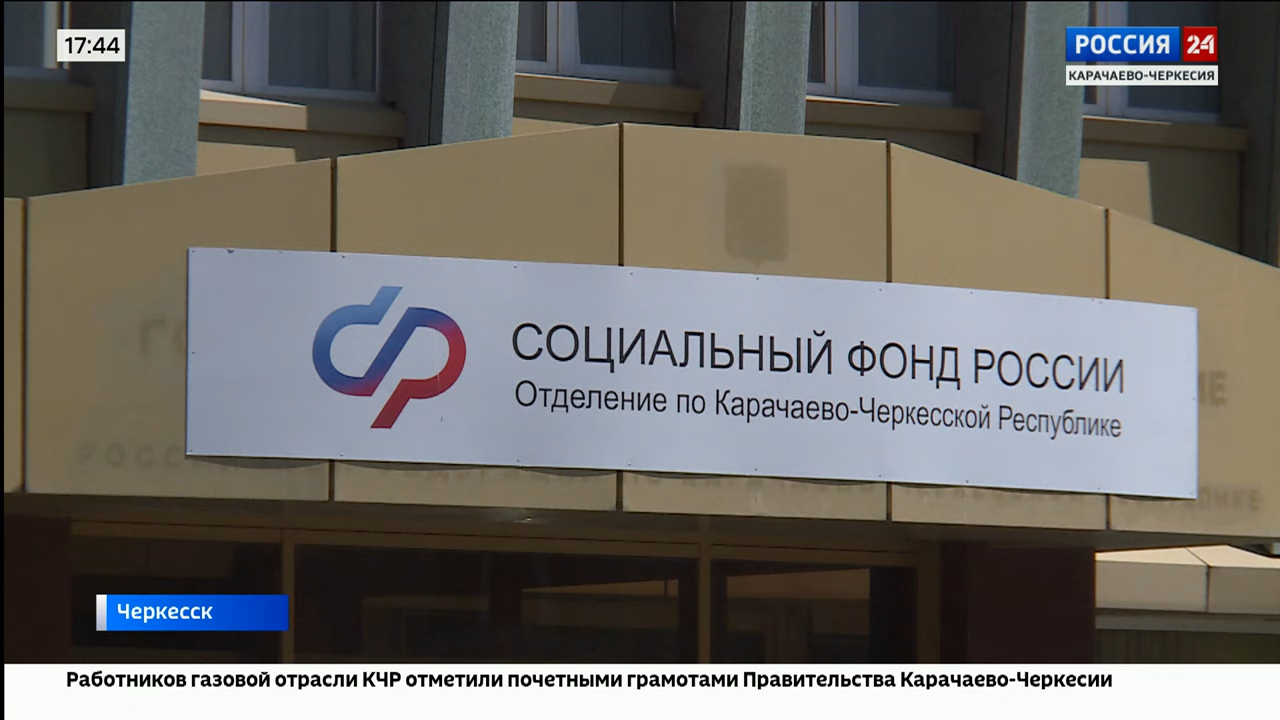 17:44
РОССИЯ 24
КАРАЧАЕВО-ЧЕРКЕСИЯ
СОЦИАЛЬНЫЙ ФОНД РОССИИ
Отделение по Карачаево-Черкесской Республике
Черкесск
Работников газовой отрасли КЧР отметили почетными грамотами Правительства Карачаево-Черкесии